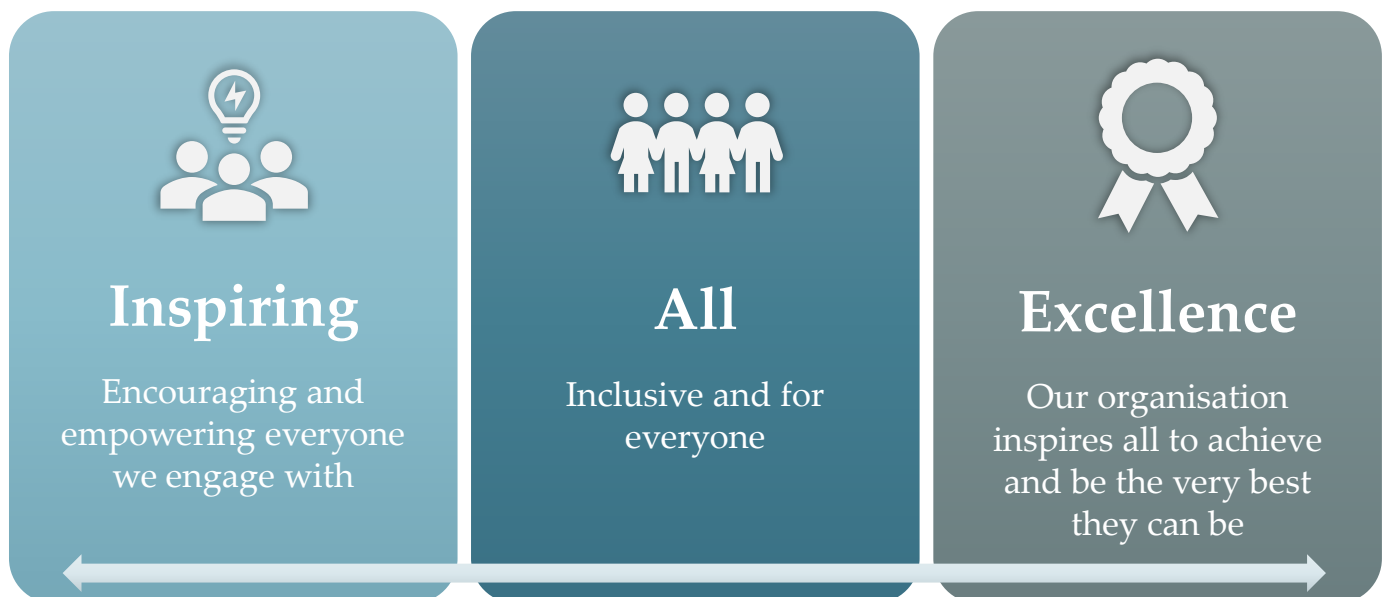 Inspiring
Encouraging and
empowering everyone
we engage with
All
Inclusive and for
everyone
Excellence
Our organisation
inspires all to achieve
and be the very best
they can be